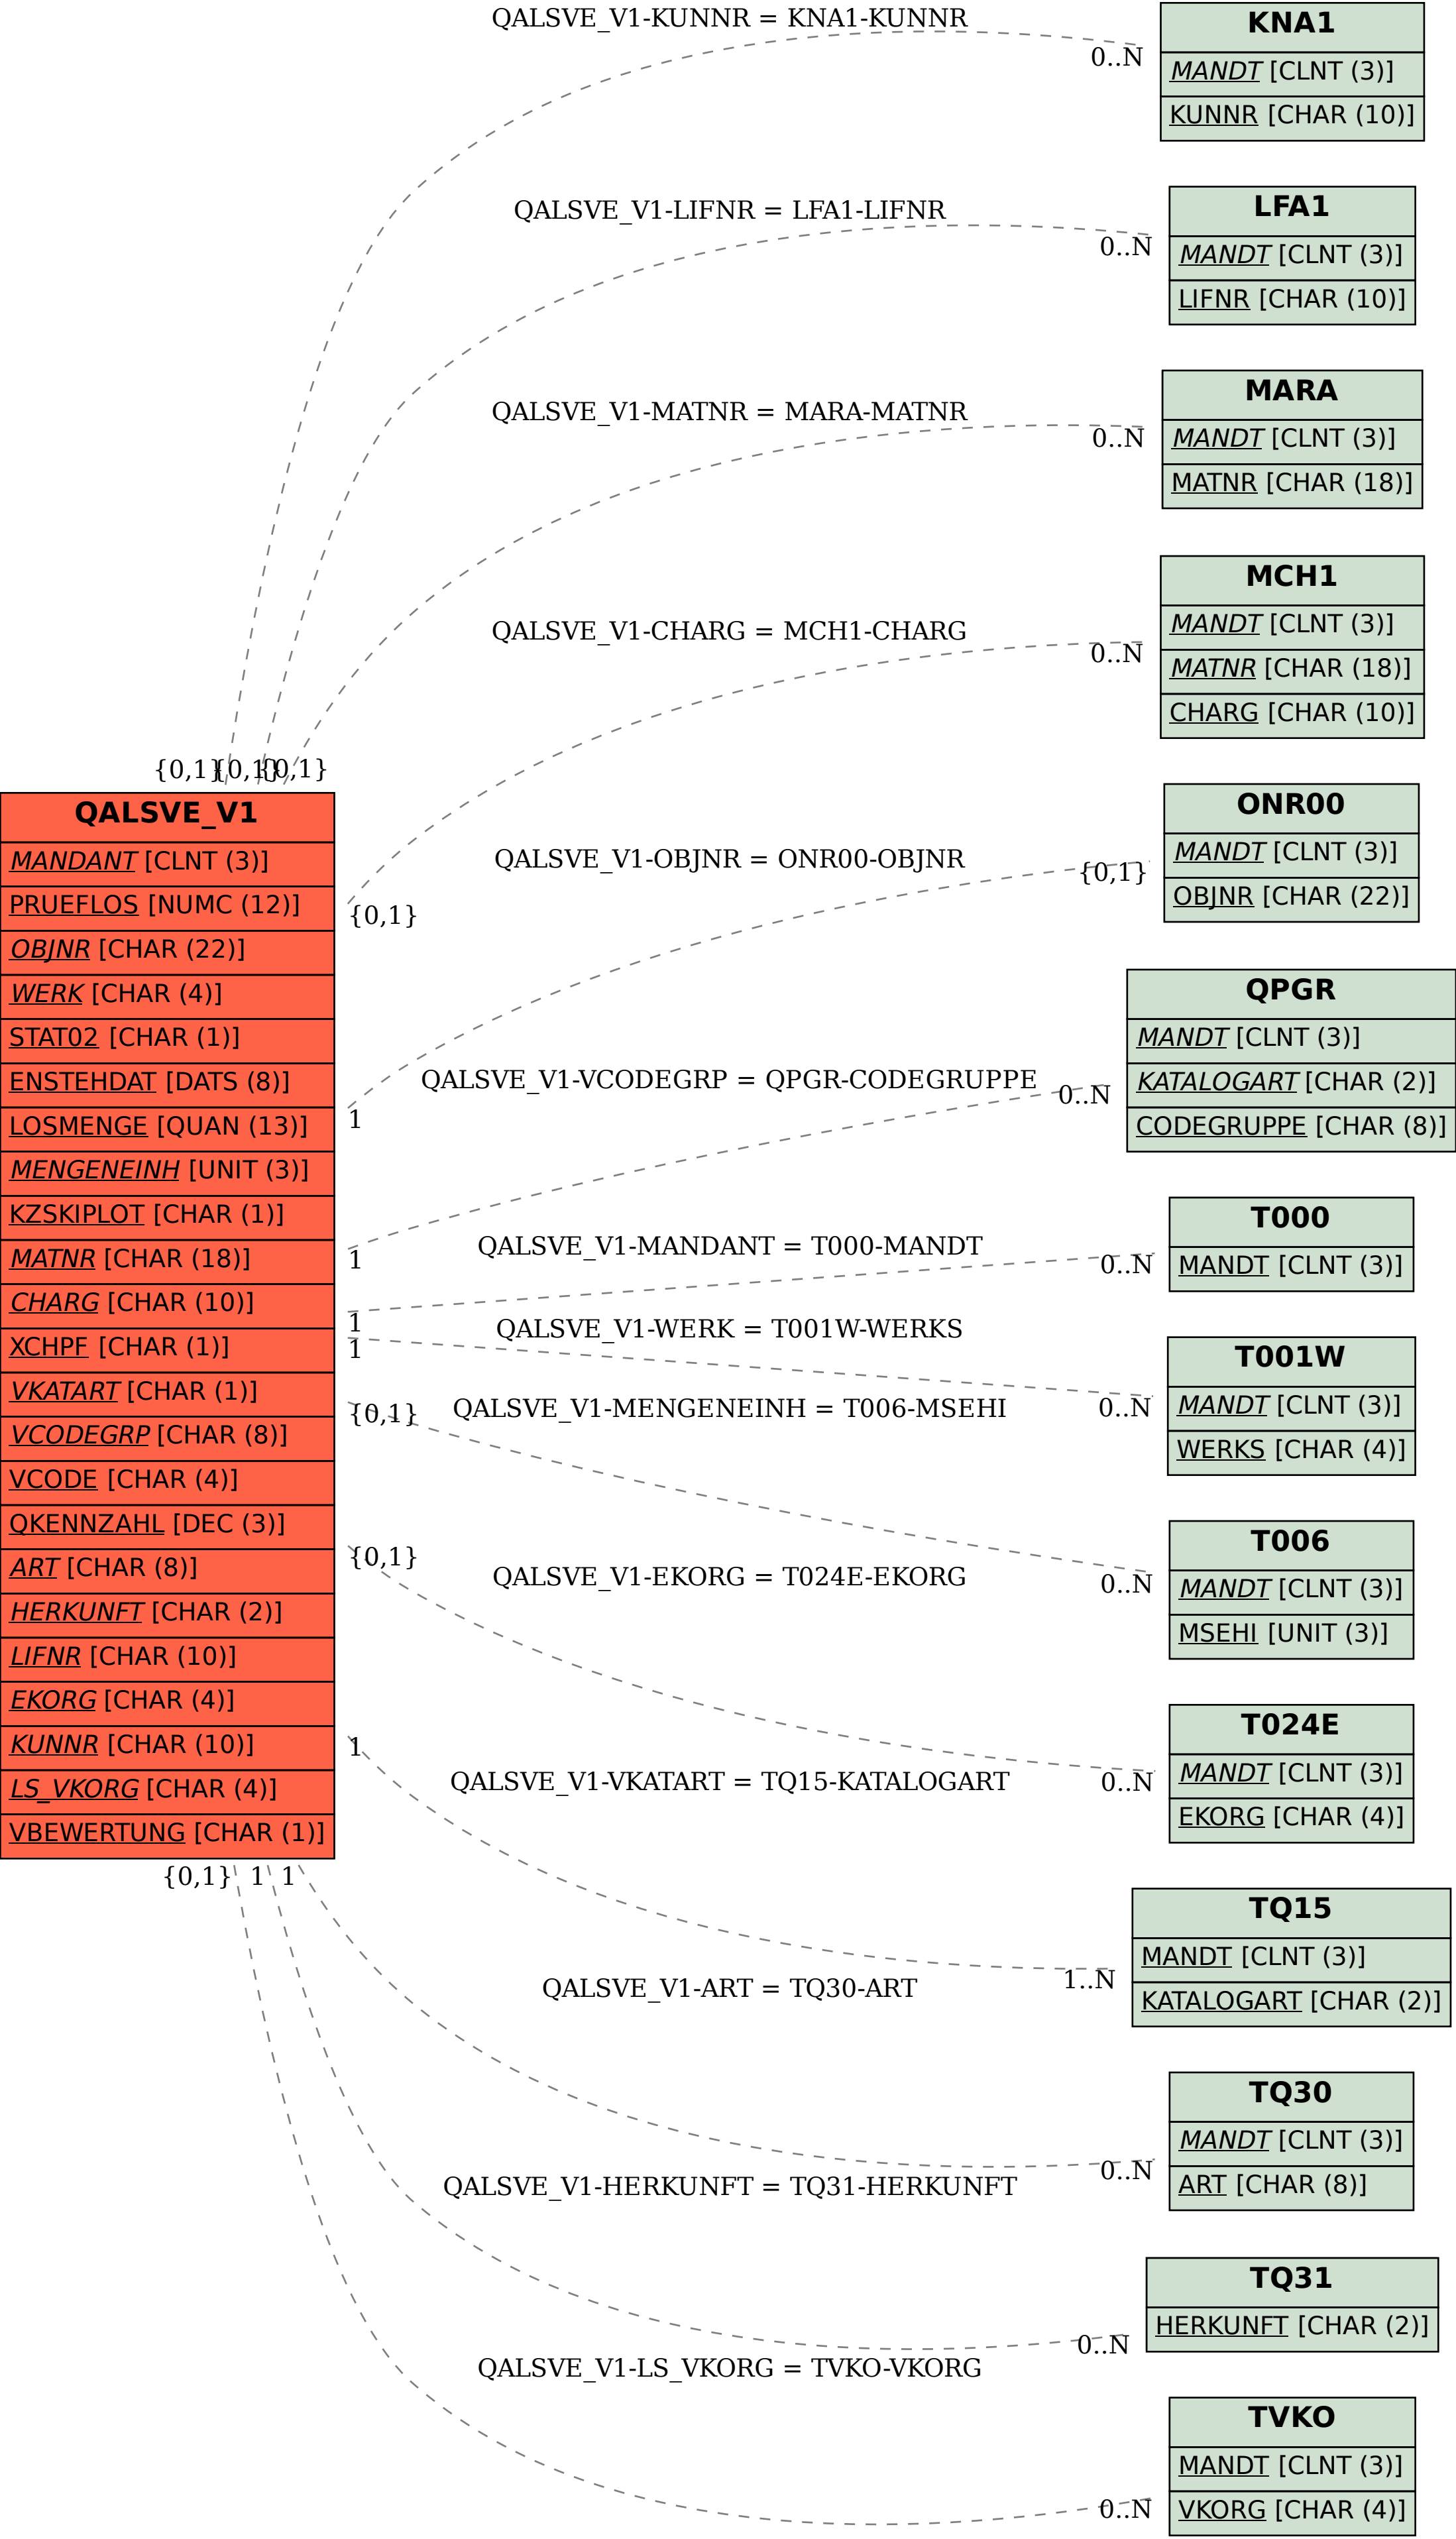 QALSVE_V1-KUNNR = KNA1-KUNNR
0..N
KNA1
MANDT [CLNT (3)]
KUNNR [CHAR (10)]
QALSVE_V1-LIFNR = LFA1-LIFNR
0..N
LFA1
MANDT [CLNT (3)]
LIFNR [CHAR (10)]
QALSVE_V1-MATNR = MARA-MATNR
0..N
MARA
MANDT [CLNT (3)]
MATNR [CHAR (18)]
QALSVE_V1-CHARG = MCH1-CHARG
0..N
MCH1
MANDT [CLNT (3)]
MATNR [CHAR (18)]
CHARG [CHAR (10)]
{0,1}
{0,1}
{0,1}
QALSVE_V1
MANDANT [CLNT (3)]
PRUEFLOS [NUMC (12)]
OBJNR [CHAR (22)]
WERK [CHAR (4)]
STAT02 [CHAR (1)]
ENSTEHDAT [DATS (8)]
LOSMENGE [QUAN (13)]
MENGENEINH [UNIT (3)]
KZSKIPLOT [CHAR (1)]
MATNR [CHAR (18)]
CHARG [CHAR (10)]
XCHPF [CHAR (1)]
VKATART [CHAR (1)]
VCODEGRP [CHAR (8)]
VCODE [CHAR (4)]
QKENNZAHL [DEC (3)]
ART [CHAR (8)]
HERKUNFT [CHAR (2)]
LIFNR [CHAR (10)]
EKORG [CHAR (4)]
KUNNR [CHAR (10)]
LS_VKORG [CHAR (4)]
VBEWERTUNG [CHAR (1)]
{0,1}
QALSVE_V1-OBJNR = ONR00-OBJNR
{0,1}
1
ONR00
MANDT [CLNT (3)]
OBJNR [CHAR (22)]
QALSVE_V1-VCODEGRP = QPGR-CODEGRUPPE
0..N
1
QPGR
MANDT [CLNT (3)]
KATALOGART [CHAR (2)]
CODEGRUPPE [CHAR (8)]
QALSVE_V1-MANDANT = T000-MANDT
0..N
1
T000
MANDT [CLNT (3)]
QALSVE_V1-WERK = T001W-WERKS
1
0..N
T001W
MANDT [CLNT (3)]
WERKS [CHAR (4)]
{0,1}
QALSVE_V1-MENGENEINH = T006-MSEHI
0..N
T006
MANDT [CLNT (3)]
MSEHI [UNIT (3)]
{0,1}
QALSVE_V1-EKORG = T024E-EKORG
0..N
T024E
MANDT [CLNT (3)]
EKORG [CHAR (4)]
1
QALSVE_V1-VKATART = TQ15-KATALOGART
1..N
TQ15
MANDT [CLNT (3)]
KATALOGART [CHAR (2)]
{0,1}
1
1
QALSVE_V1-ART = TQ30-ART
0..N
TQ30
MANDT [CLNT (3)]
ART [CHAR (8)]
QALSVE_V1-HERKUNFT = TQ31-HERKUNFT
0..N
TQ31
HERKUNFT [CHAR (2)]
QALSVE_V1-LS_VKORG = TVKO-VKORG
0..N
TVKO
MANDT [CLNT (3)]
VKORG [CHAR (4)]